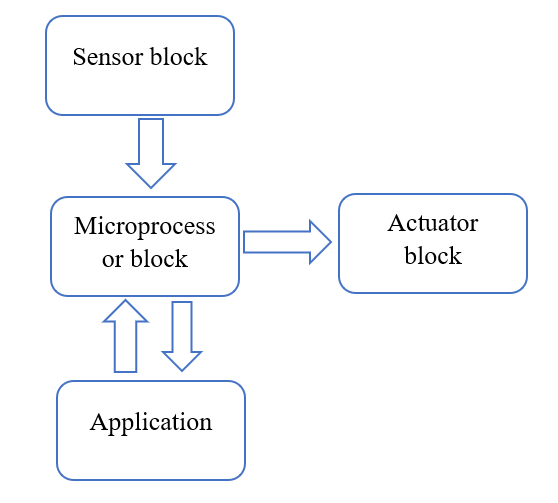 Sensor block
Microprocess
or block
Actuator
block
Application